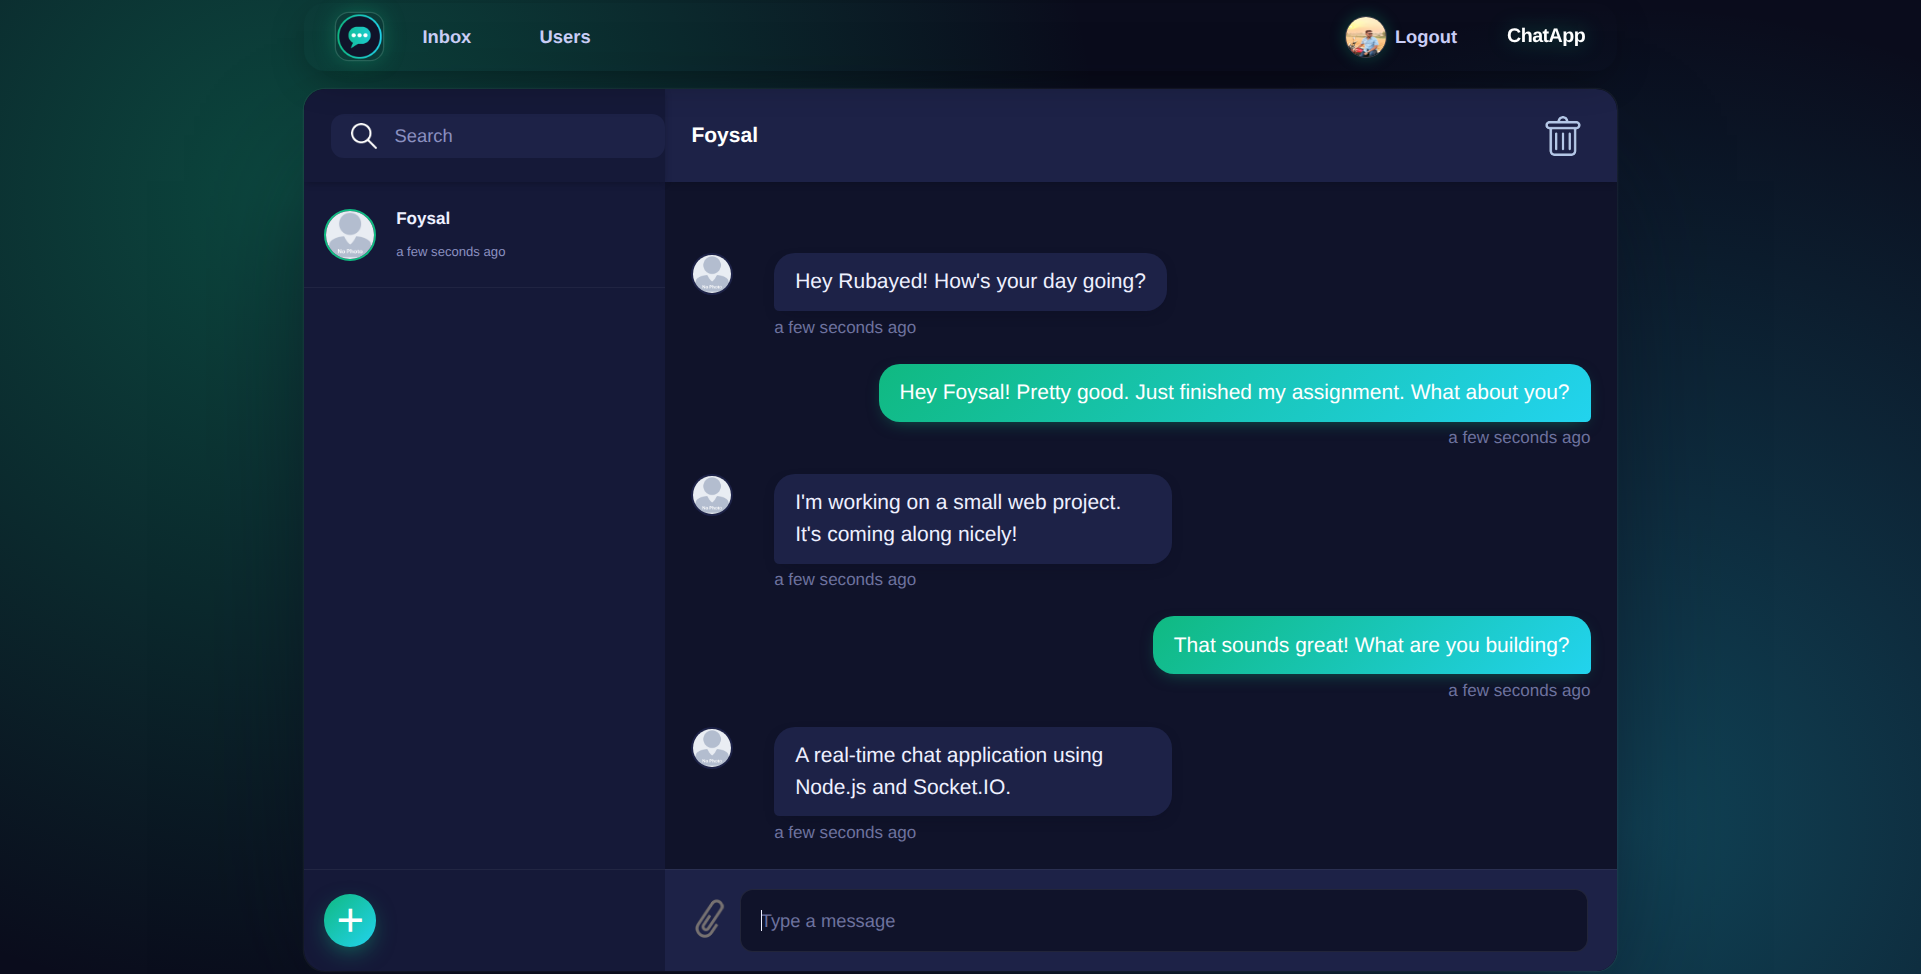 Inbox
Users
Logout
ChatApp
Search
Foysal
No Photo
Foysal
a few seconds ago
Hey Rubayed! How's your day going?
a few seconds ago
Hey Foysal! Pretty good. Just finished my assignment. What about you?
a few seconds ago
I'm working on a small web project.
It's coming along nicely!
a few seconds ago
That sounds great! What are you building?
a few seconds ago
A real-time chat application using
Node.js and Socket.IO.
a few seconds ago
Type a message